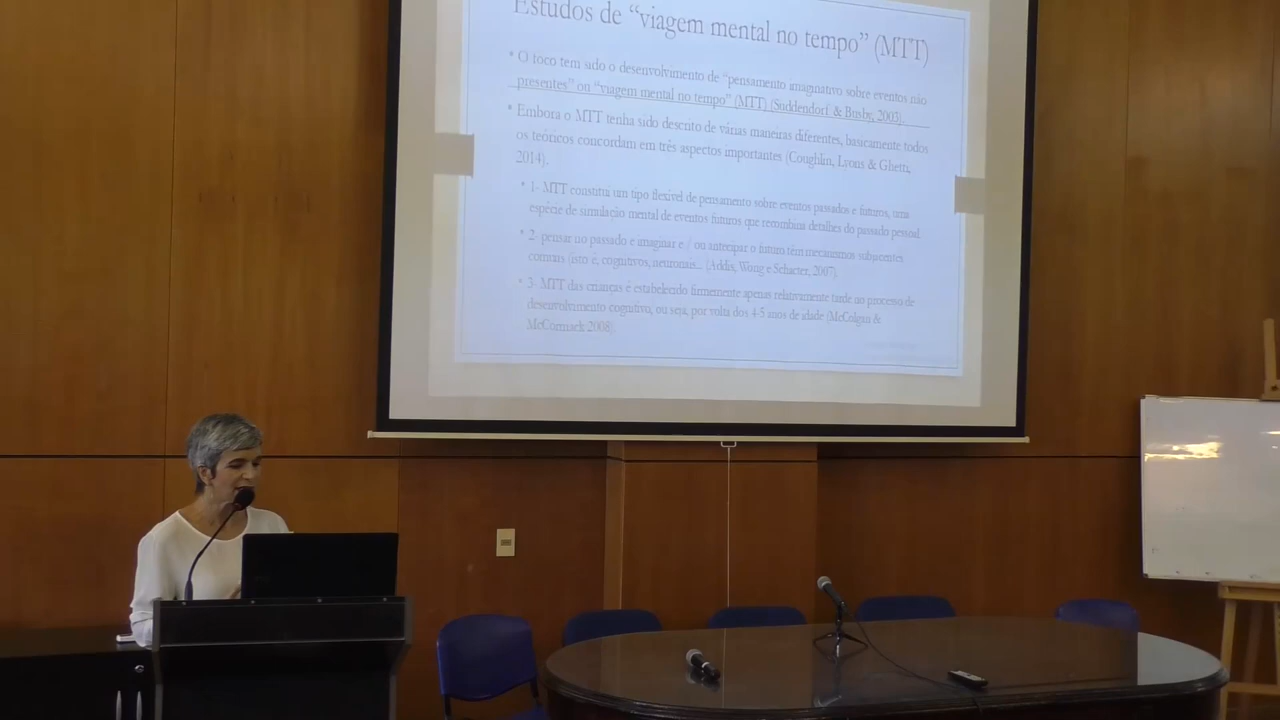 Estudos de “viagem mental no tempo” (MTT)
* O foco tem sido o desenvolvimento de “pensamento imaginativo sobre eventos não
presentes” ou “viagem mental no tempo” (MTT) (Suddendorf & Busby, 2003).
* Embora o MTT tenha sido descrito de várias maneiras diferentes, basicamente todos
os teóricos concordam em três aspectos importantes (Coughlin, Lyons & Ghetti,
2014).
* 1- MTT constitui um tipo flexível de pensamento sobre eventos passados e futuros, uma
espécie de simulação mental de eventos futuros que recombina detalhes do passado pessoal.
* 2- pensar no passado e imaginar e / ou antecipar o futuro têm mecanismos subjacentes
comuns (isto é, cognitivos, neuronais... (Addis, Wong e Schacter, 2007).
* 3- MTT das crianças é estabelecido firmemente apenas relativamente tarde no processo de
desenvolvimento cognitivo, ou seja, por volta dos 4-5 anos de idade (McColgan &
McCormack 2008).